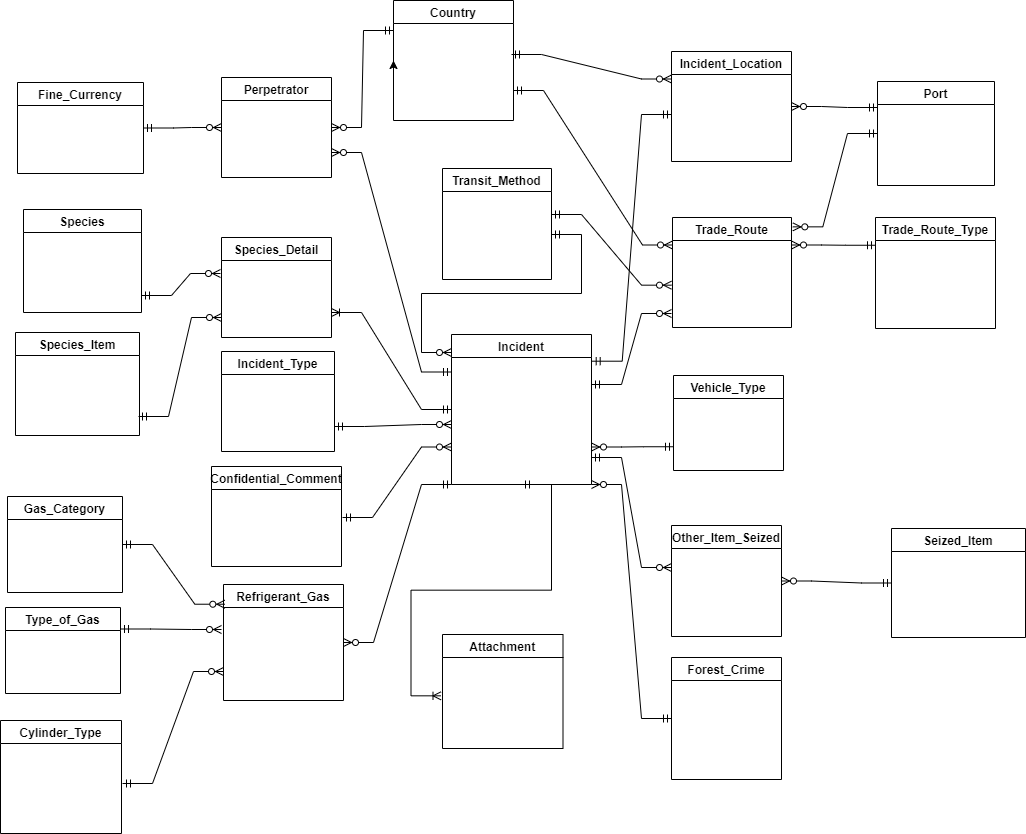 Country
Incident_Location
Fine_Currency
Perpetrator
Port
Transit_Method
Species
Trade_Route
Trade_Route_Type
Species_Detail
Species_Item
Incident
Incident_Type
Vehicle_Type
Confidential_Comment
Gas_Category
Other_Item_Seized
Seized_Item
Refrigerant_Gas
Type_of_Gas
Attachment
Forest_Crime
Cylinder_Type